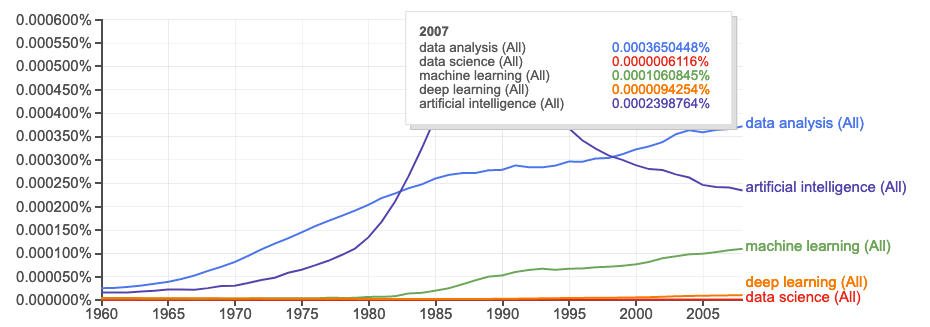 0.000600%
0.000550%
0.000500%
0.000450%
0.000400%
0.000350%
0.000300%
0.000250%
0.000200%
0.000150%
0.000100%
0.000050%
0.000000%
2007
data analysis (All) 0.0003650448%
data science (All) 0.0000006116%
machine learning (All) 0.0001060845%
deep learning (All) 0.0000094254%
artificial intelligence (All) 0.0002398764%
data analysis (All)
artificial intelligence (All)
machine learning (All)
deep learning (All)
data science (All)
1960 1965 1970 1975 1980 1985 1990 1995 2000 2005